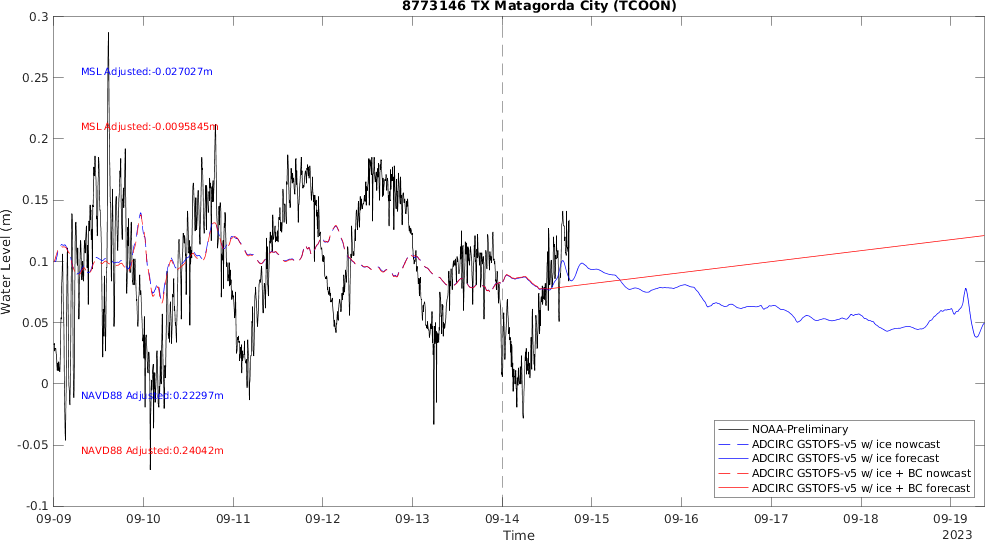 8773146 TX Matagorda City (TCOON)
0.3
0.25
0.2
0.15
0.1
0.05
0
-0.05
-0.1
Water Level (m)
MSL Adjusted:-0.027027m
MSL Adjusted:-0.0095845m
NAVD88 Adjusted:0.22297m
NAVD88 Adjusted:0.24042m
NOAA-Preliminary
ADCIRC GSTOFS-v5 w/ ice nowcast
ADCIRC GSTOFS-v5 w/ ice forecast
ADCIRC GSTOFS-v5 w/ ice + BC nowcast
ADCIRC GSTOFS-v5 w/ ice + BC forecast
09-09 09-10 09-11 09-12 09-13 09-14 09-15 09-16 09-17 09-18 09-19
2023
Time